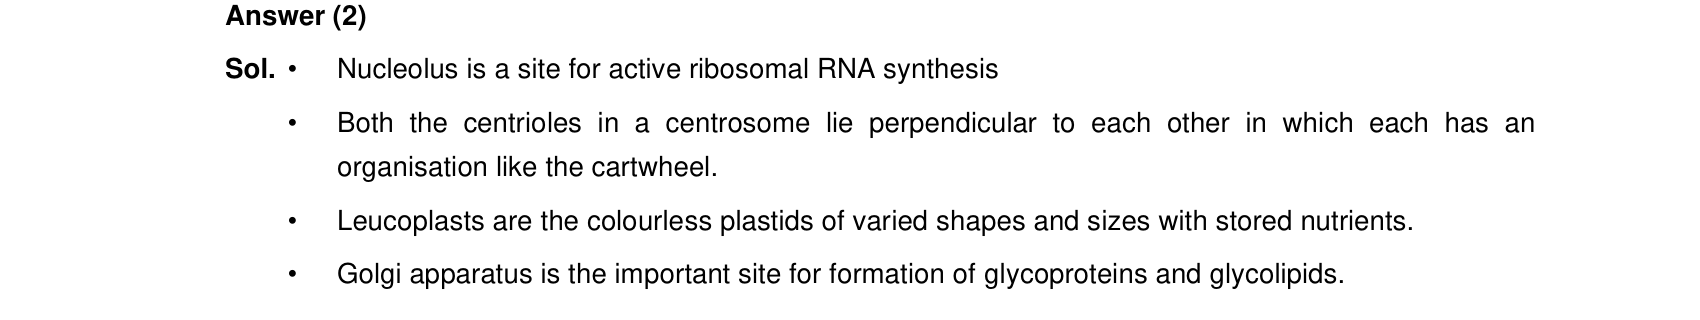 Answer (2)
Sol. • Nucleolus is a site for active ribosomal RNA synthesis
• Both the centrioles in a centrosome lie perpendicular to each other in which each has an
organisation like the cartwheel.
• Leucoplasts are the colourless plastids of varied shapes and sizes with stored nutrients.
• Golgi apparatus is the important site for formation of glycoproteins and glycolipids.